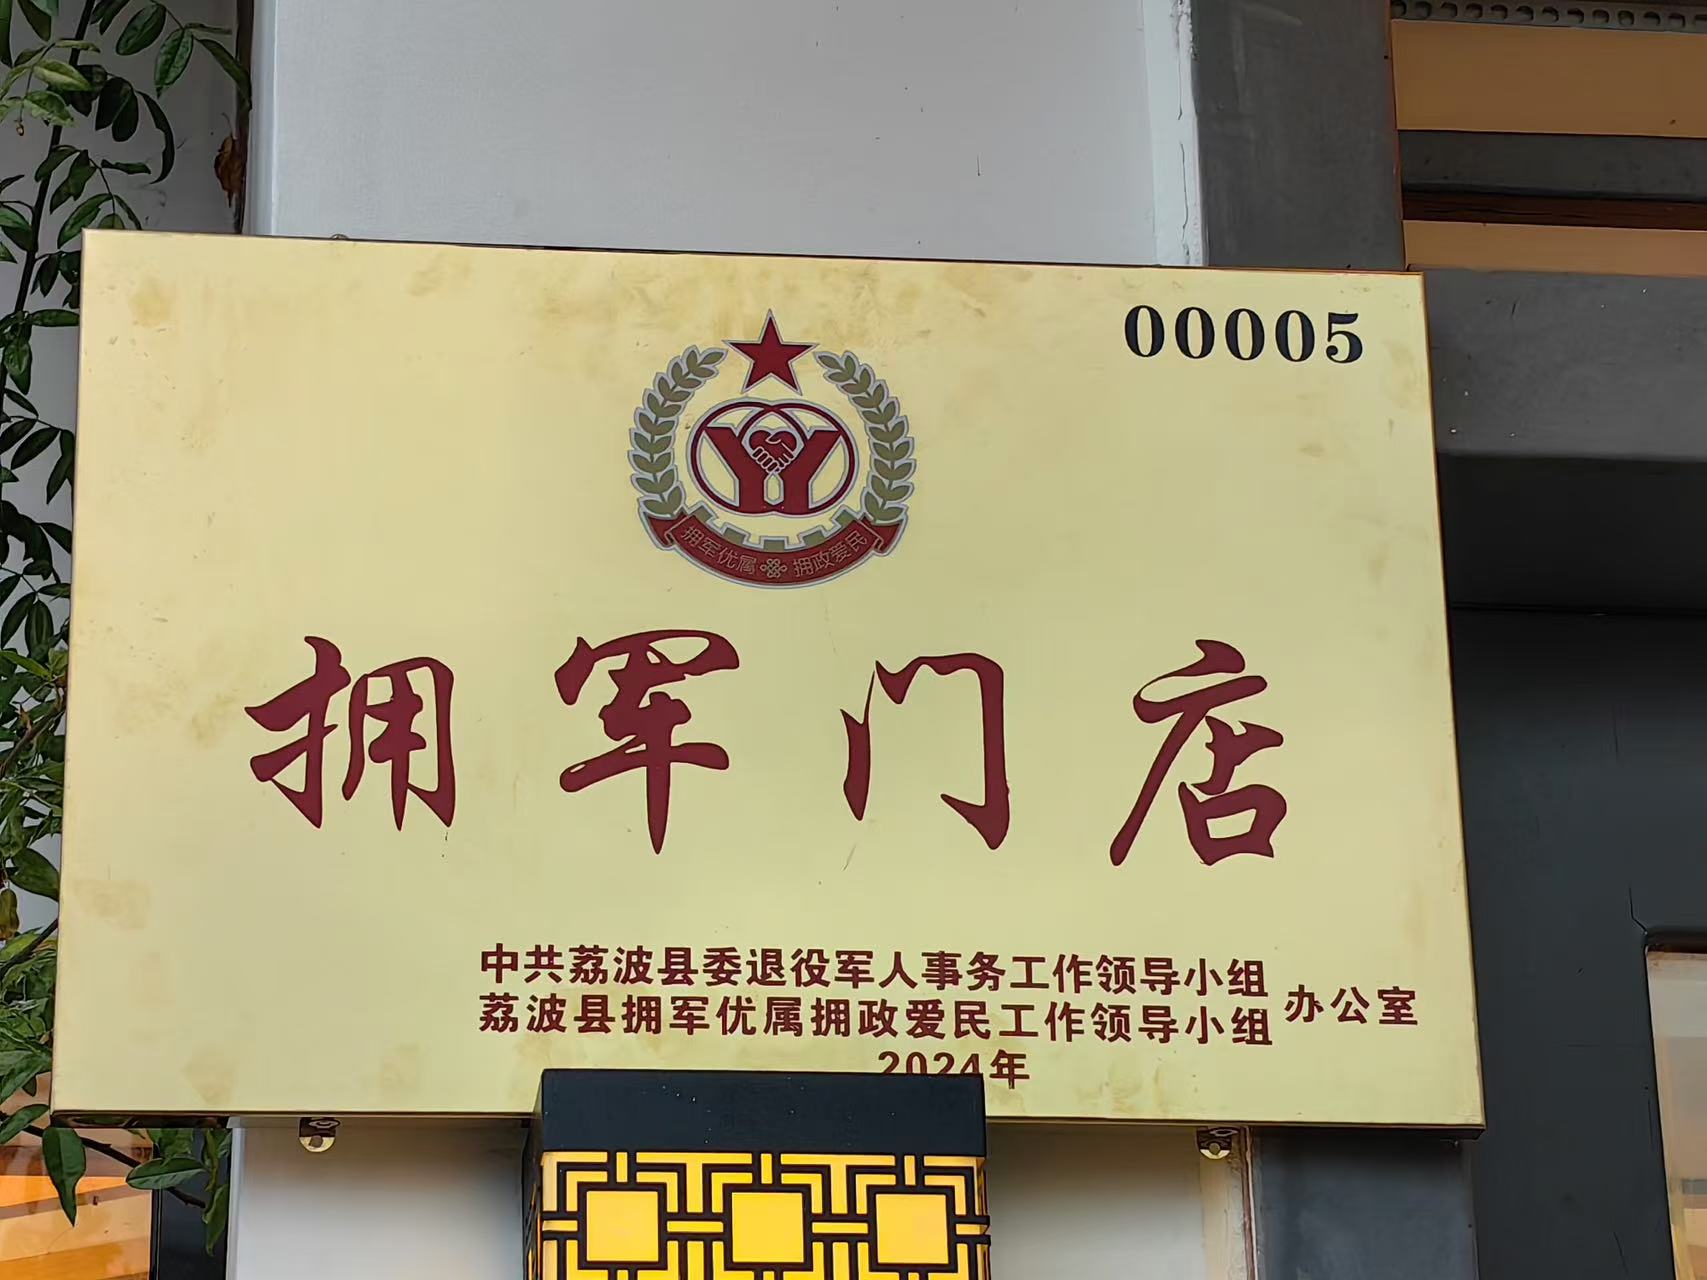 00005
拥军优属 拥政爱民
拥军门店
中共荔波县委退役军人事务工作领导小组
荔波县拥军优属拥政爱民工作领导小组
办公室
2024年